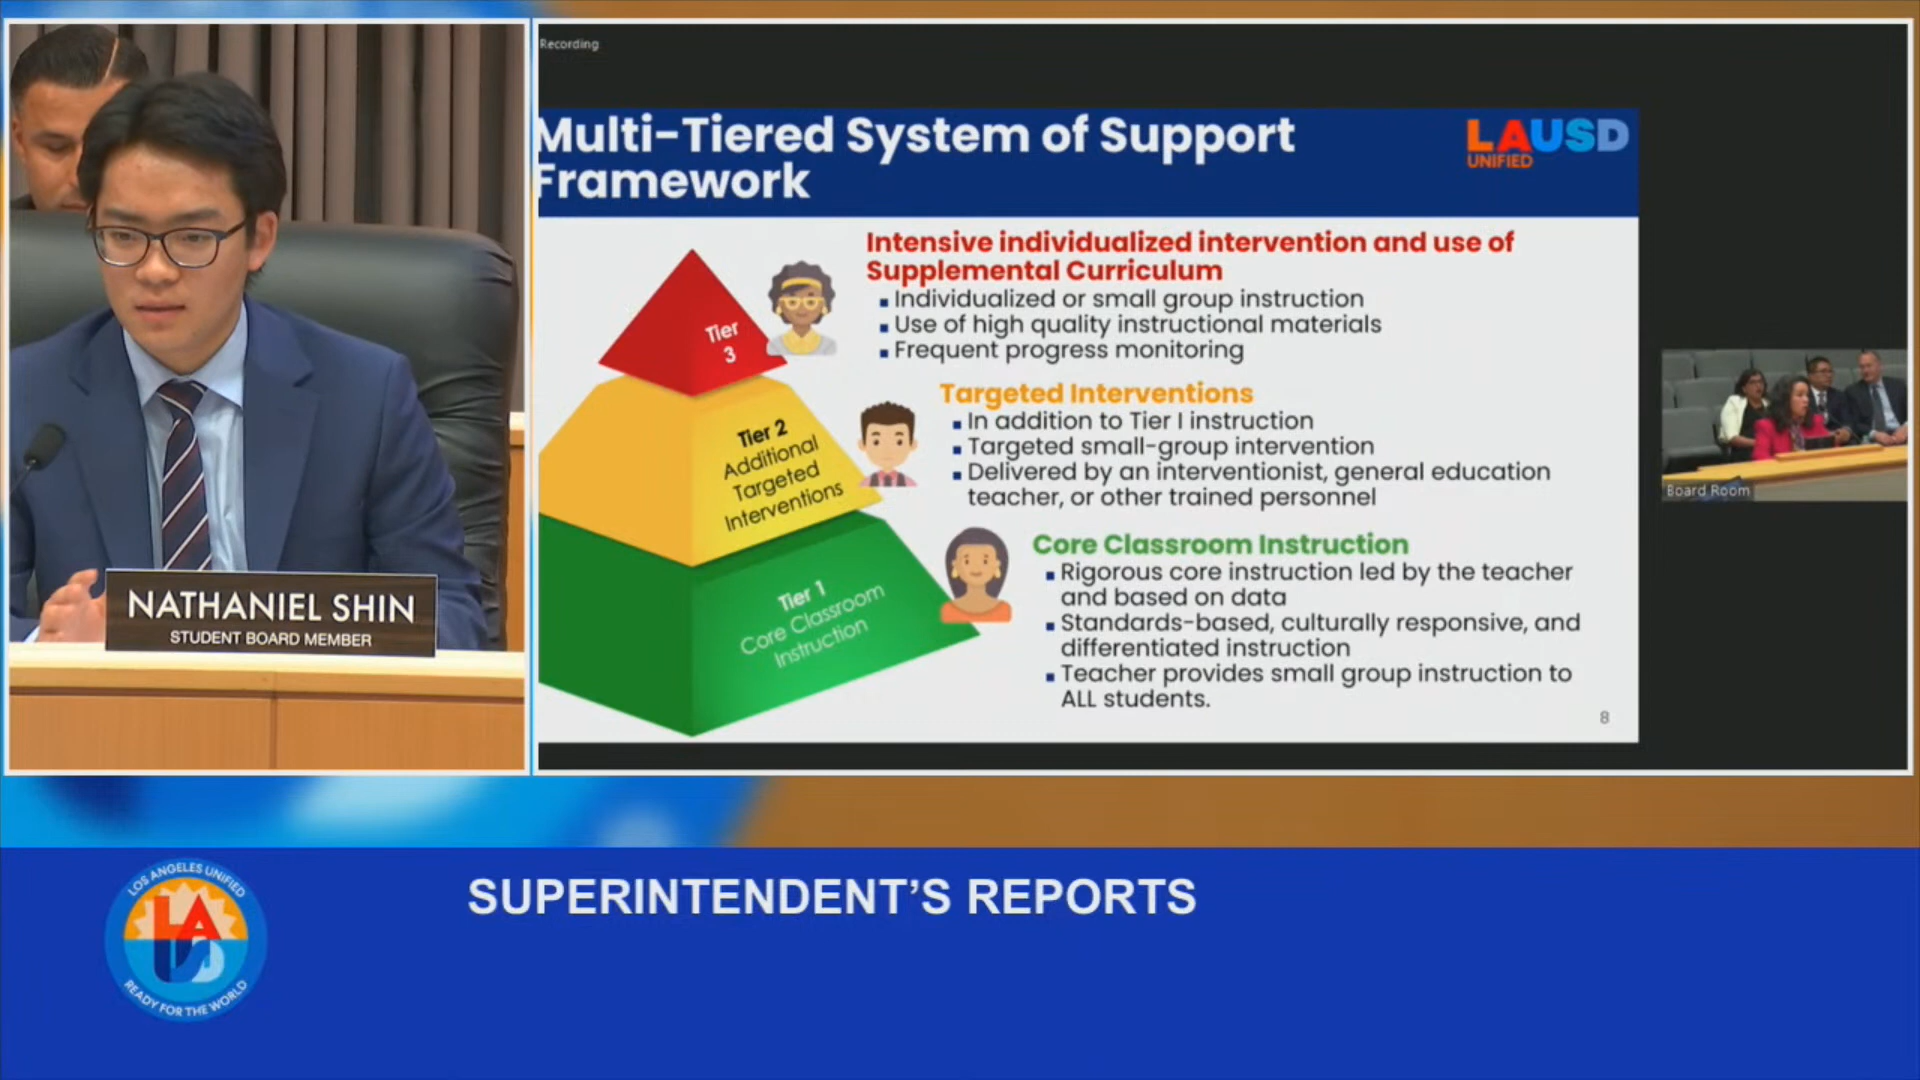 Recording
Multi-Tiered System of Support
Framework
LAUSD
UNIFIED
Intensive individualized intervention and use of
Supplemental Curriculum
▪ Individualized or small group instruction
▪ Use of high quality instructional materials
▪ Frequent progress monitoring
Tier
3
Targeted Interventions
▪ In addition to Tier I instruction
▪ Targeted small-group intervention
▪ Delivered by an interventionist, general education
teacher, or other trained personnel
Tier 2
Additional
Targeted
Interventions
Core Classroom Instruction
▪ Rigorous core instruction led by the teacher
and based on data
▪ Standards-based, culturally responsive, and
differentiated instruction
▪ Teacher provides small group instruction to
ALL students.
Tier 1
Core Classroom
Instruction
8
Board Room
NATHANIEL SHIN
STUDENT BOARD MEMBER
SUPERINTENDENT'S REPORTS
LOS ANGELES UNIFIED
LA
USD
READY FOR THE WORLD